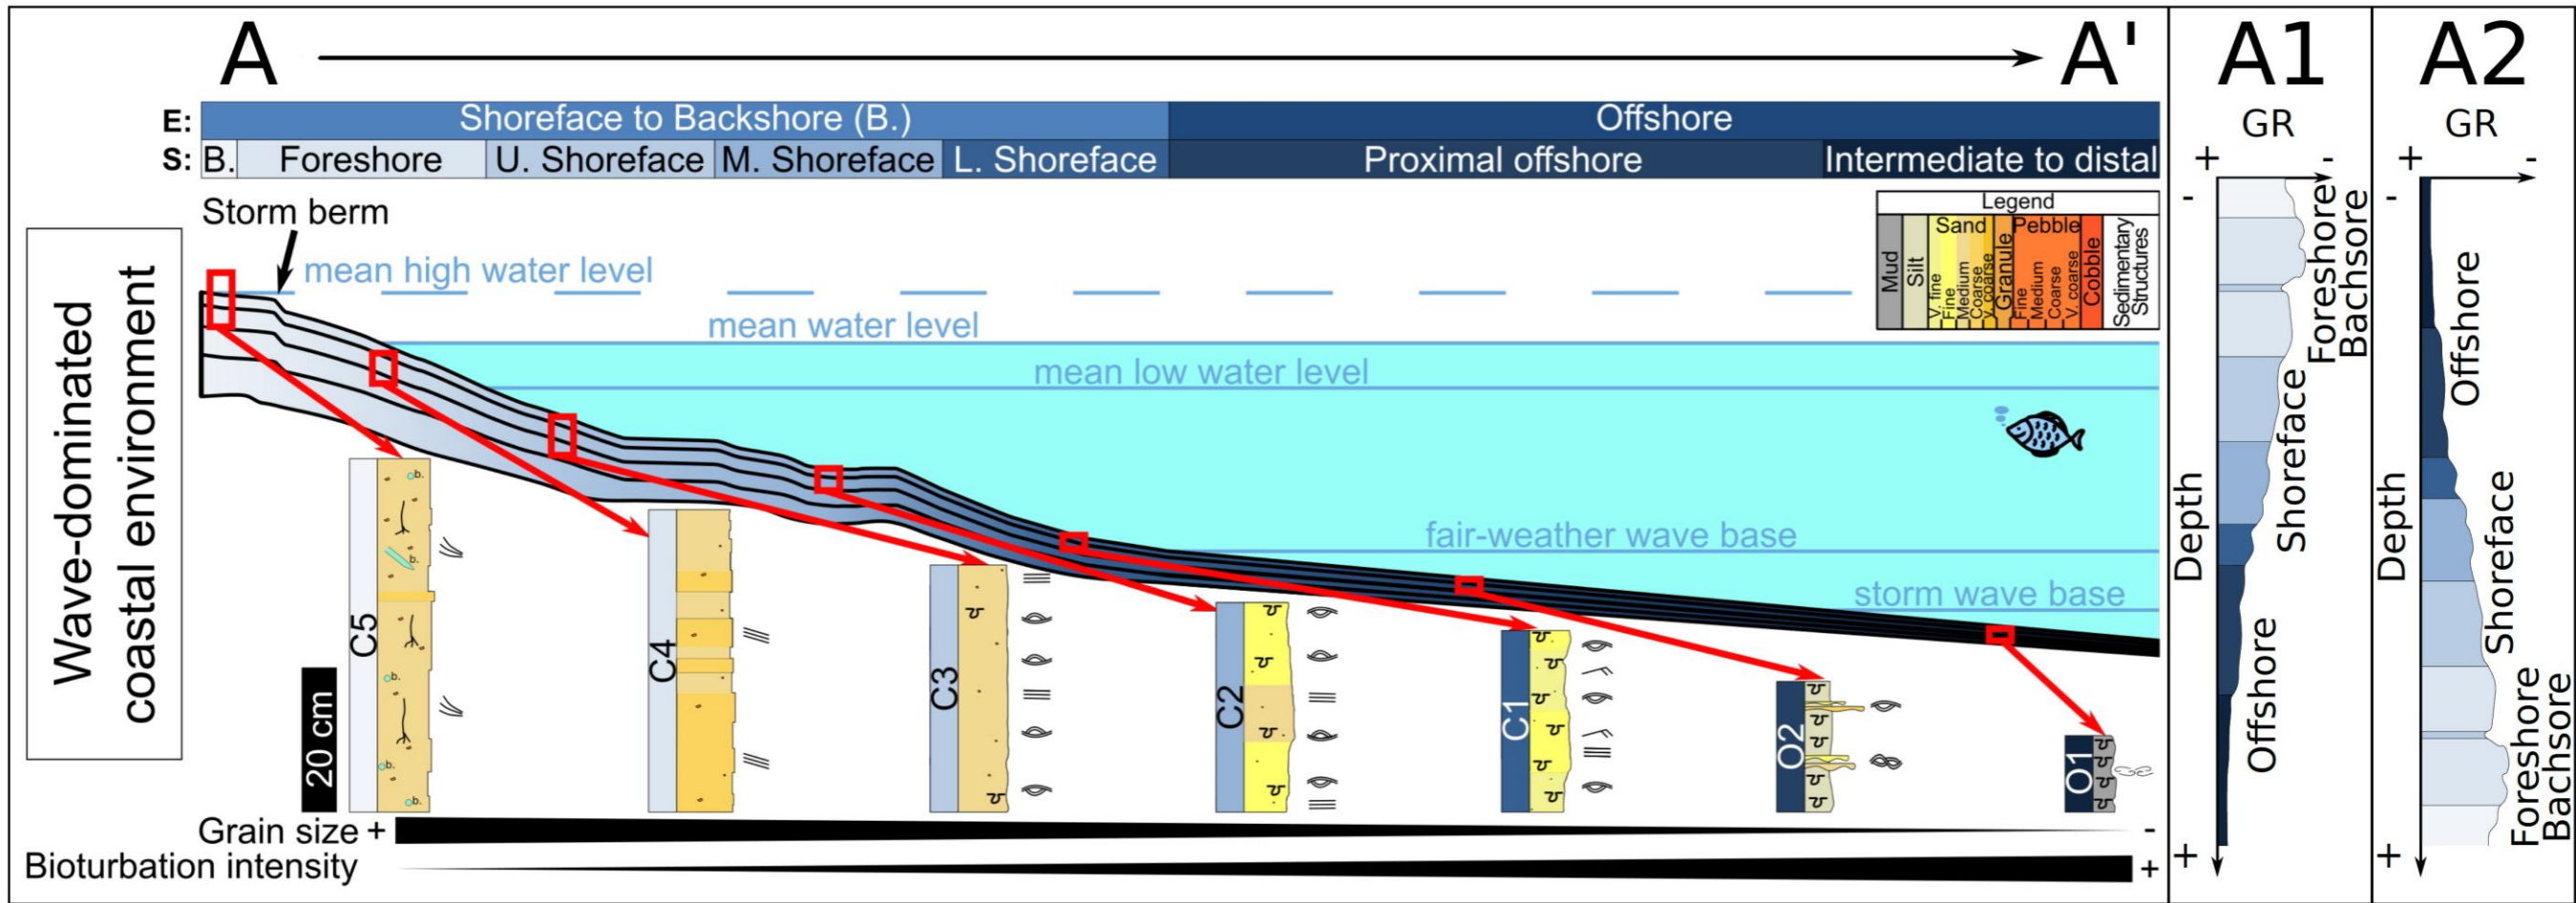 A
A'
A1
A2
E:
Shoreface to Backshore (B.)
Offshore
S:
B.
Foreshore
U. Shoreface
M. Shoreface
L. Shoreface
Proximal offshore
Intermediate to distal
Storm berm
mean high water level
mean water level
mean low water level
fair-weather wave base
storm wave base
Wave-dominated
coastal environment
Legend
Mud
Silt
Sand
V. fine
Fine
Medium
Coarse
V. coarse
Granule
Pebble
Fine
Medium
Coarse
V. coarse
Cobble
Sedimentary
Structures
20 cm
C5
b.
b.
b.
b.
b.
C4
C3
C2
C1
O2
O1
Grain size +
-
Bioturbation intensity
+
GR
+
-
-
Depth
+
Foreshore
Bachsore
Shoreface
Offshore
GR
+
-
-
Depth
+
Offshore
Shoreface
Foreshore
Bachsore